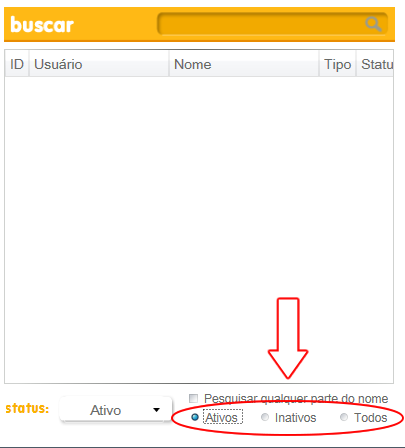 buscar
ID Usuário Nome Tipo Statu
Pesquisar qualquer parte do nome
status: Ativo Ativos Inativos Todos